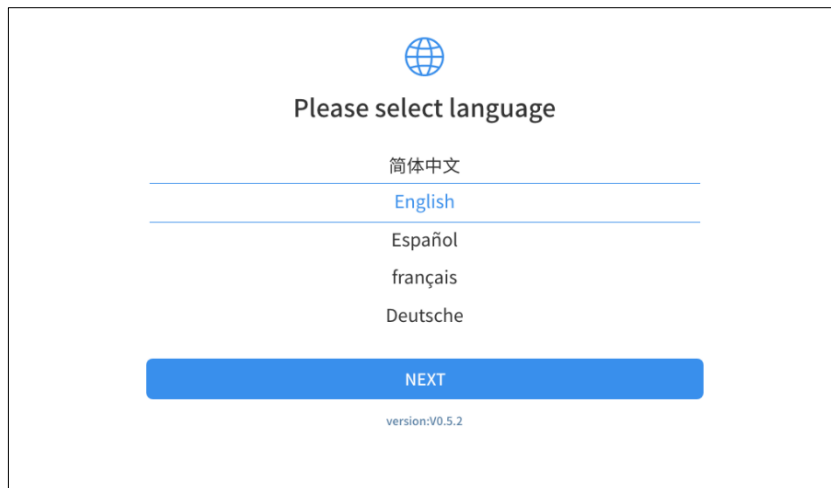 Please select language
简体中文
English
Español
français
Deutsche
NEXT
version:V0.5.2